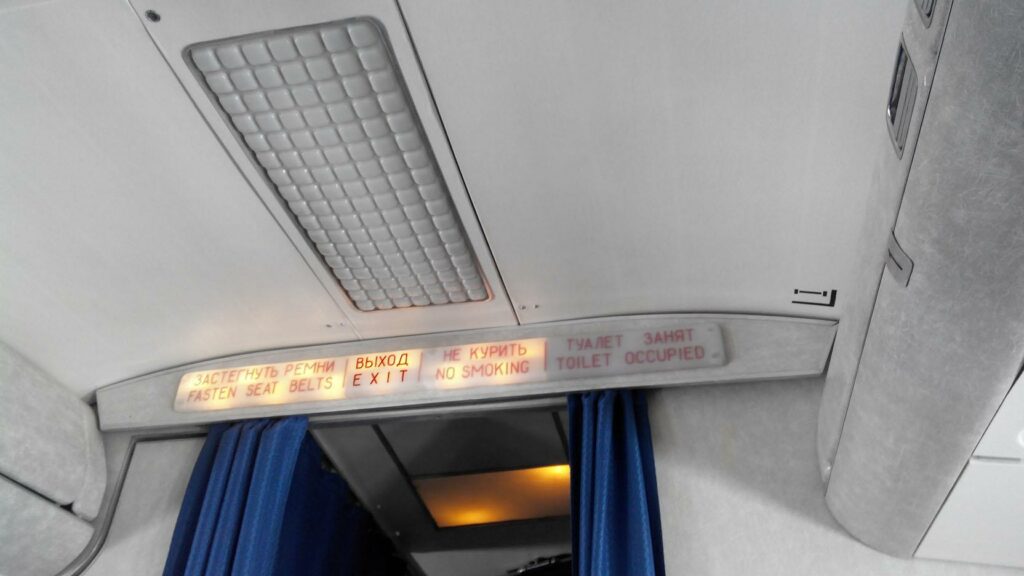 ЗАСТЕГНУТЬ РЕМНИ
FASTEN SEAT BELTS
ВЫХОД
EXIT
НЕ КУРИТЬ
NO SMOKING
ТУАЛЕТ ЗАНЯТ
TOILET OCCUPIED